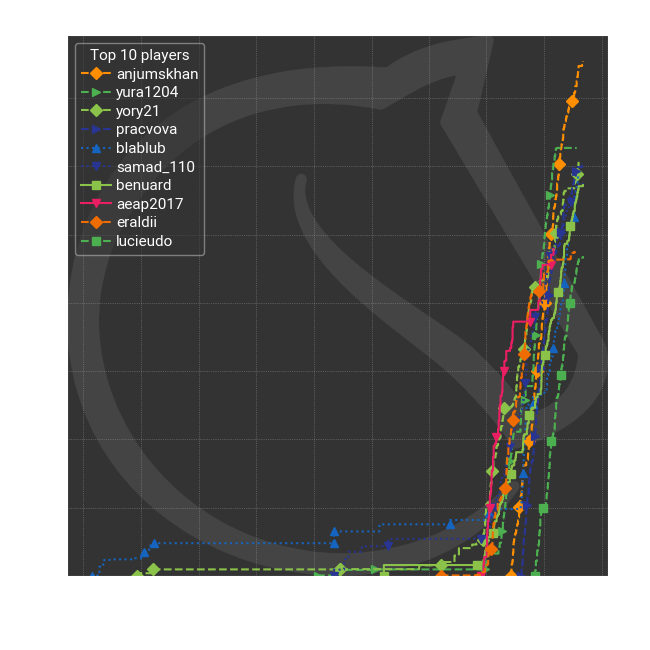 Top 10 players
anjumskhan
yura1204
yory21
pracvova
blablub
samad_110
benuard
aeap2017
eraldii
lucieudo